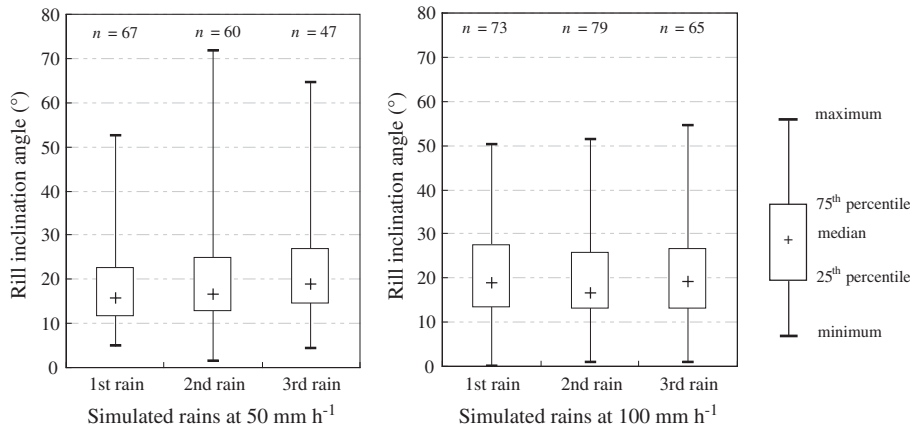 n = 67 n = 60 n = 47
80
70
60
50
40
30
20
10
0
Rill inclination angle (°)
1st rain 2nd rain 3rd rain
Simulated rains at 50 mm h-1
n = 73 n = 79 n = 65
80
70
60
50
40
30
20
10
0
Rill inclination angle (°)
1st rain 2nd rain 3rd rain
Simulated rains at 100 mm h-1
maximum
75th percentile
median
25th percentile
minimum